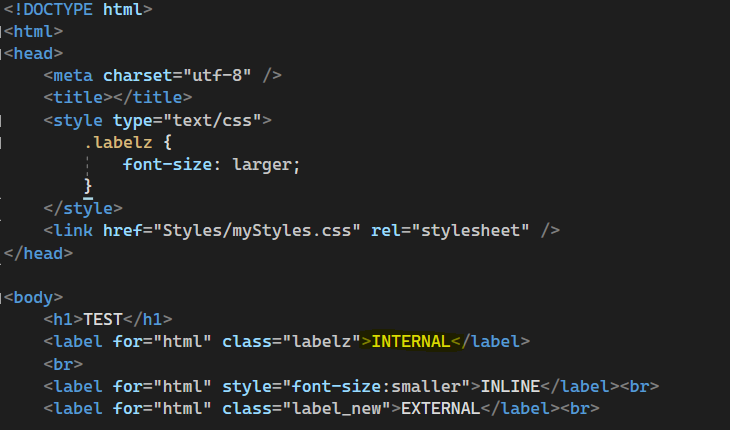 <!DOCTYPE html>
<html>
<head>
    <meta charset="utf-8" />
    <title></title>
    <style type="text/css">
        .labelz {
            font-size: larger;
        }
    </style>
    <link href="Styles/myStyles.css" rel="stylesheet" />
</head>

<body>
    <h1>TEST</h1>
    <label for="html" class="labelz">INTERNAL</label>
    <br>
    <label for="html" style="font-size:smaller">INLINE</label><br>
    <label for="html" class="label_new">EXTERNAL</label><br>